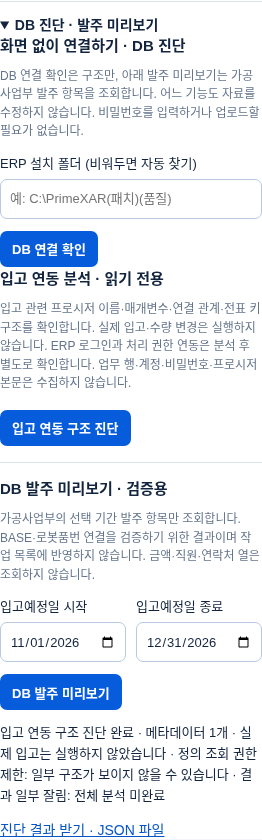 ▼ DB 진단 · 발주 미리보기
화면 없이 연결하기 · DB 진단
DB 연결 확인은 구조만, 아래 발주 미리보기는 가공
사업부 발주 항목을 조회합니다. 어느 기능도 자료를
수정하지 않습니다. 비밀번호를 입력하거나 업로드할
필요가 없습니다.
ERP 설치 폴더 (비워두면 자동 찾기)
예: C:\PrimeXAR(패치)(품질)
DB 연결 확인
입고 연동 분석 · 읽기 전용
입고 관련 프로시저 이름·매개변수·연결 관계·전표 키
구조를 확인합니다. 실제 입고·수량 변경은 실행하지
않습니다. ERP 로그인과 처리 권한 연동은 분석 후
별도로 확인합니다. 업무 행·계정·비밀번호·프로시저
본문은 수집하지 않습니다.
입고 연동 구조 진단
DB 발주 미리보기 · 검증용
가공사업부의 선택 기간 발주 항목만 조회합니다.
BASE·로봇품번 연결을 검증하기 위한 결과이며 작
업 목록에 반영하지 않습니다. 금액·직원·연락처 열은
조회하지 않습니다.
입고예정일 시작 입고예정일 종료
11/01/2026 12/31/2026
DB 발주 미리보기
입고 연동 구조 진단 완료 · 메타데이터 1개 · 실
제 입고는 실행하지 않았습니다 · 정의 조회 권한
제한: 일부 구조가 보이지 않을 수 있습니다 · 결
과 일부 잘림: 전체 분석 미완료
진단 결과 받기 · JSON 파일